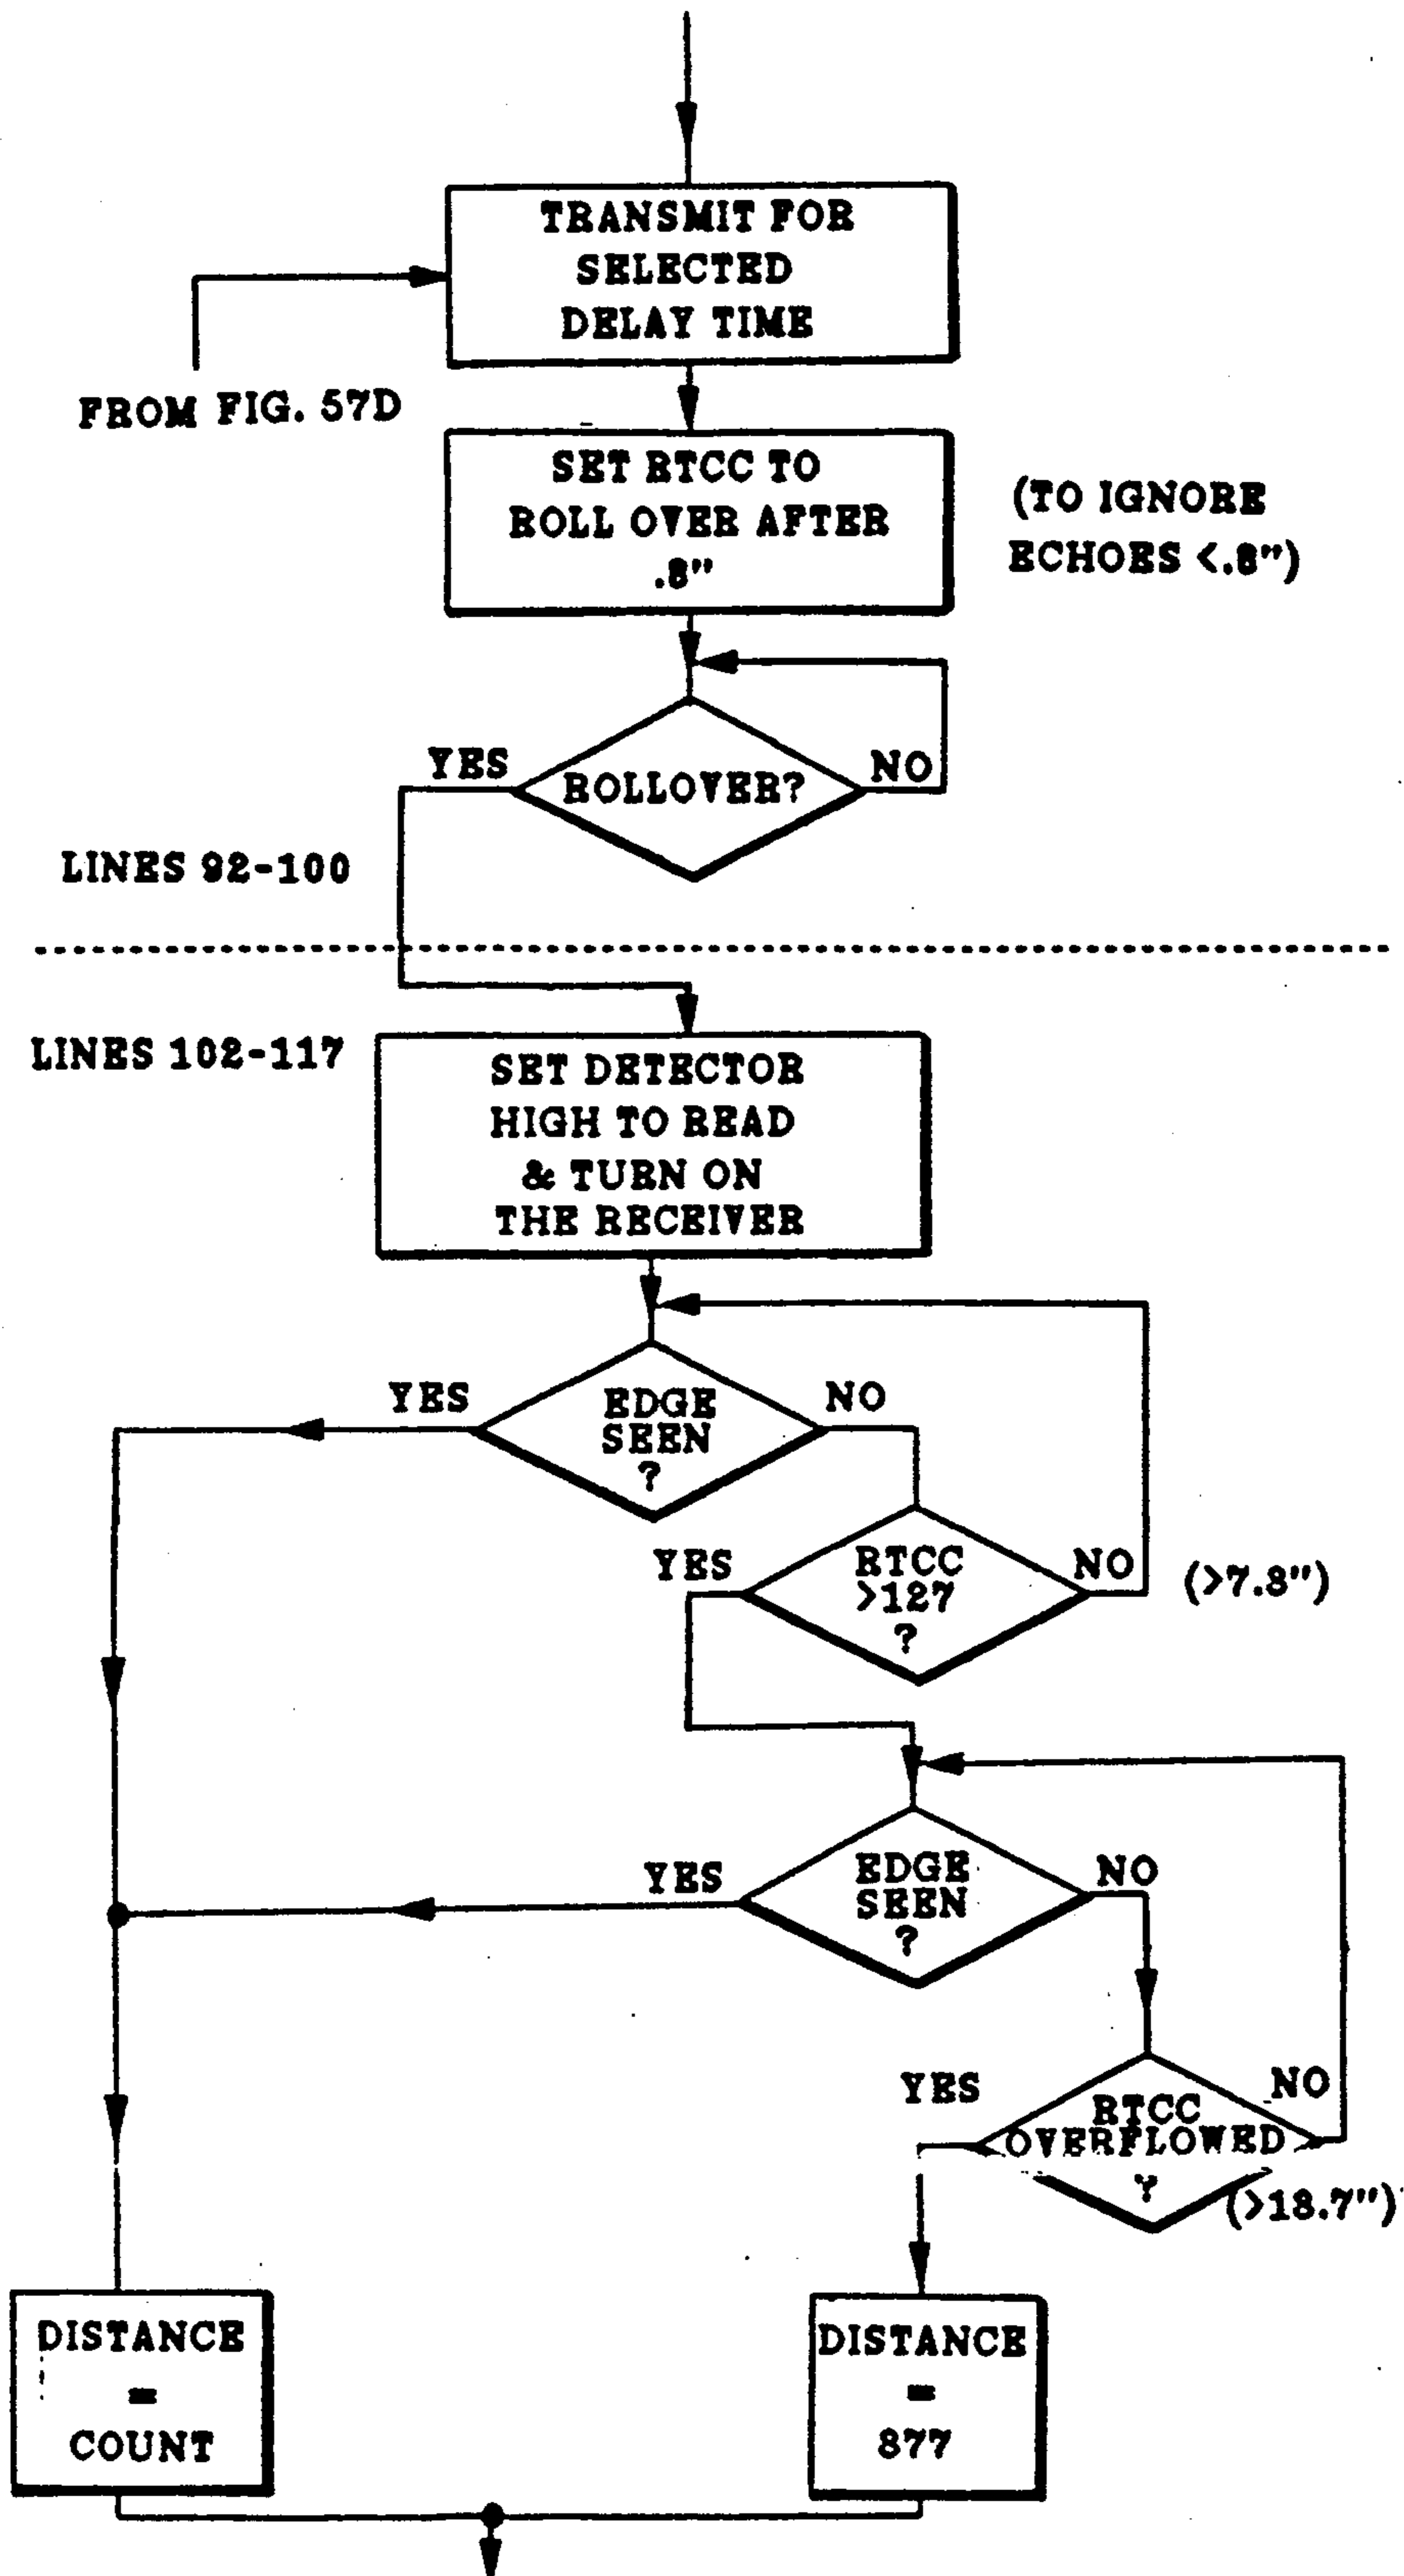 TRANSMIT FOR
SELECTED
DELAY TIME
FROM FIG. 57D
SET RTCC TO
ROLL OVER AFTER
.8"
(TO IGNORE
ECHOES <.8")
YES
ROLLOVER?
NO
LINES 92-100
LINES 102-117
SET DETECTOR
HIGH TO READ
& TURN ON
THE RECEIVER
YES
EDGE
SEEN
?
NO
YES
RTCC
>127
?
NO
(>7.8")
YES
EDGE
SEEN
?
NO
YES
RTCC
OVERFLOWED
?
NO
(>18.7")
DISTANCE
=
COUNT
DISTANCE
=
877